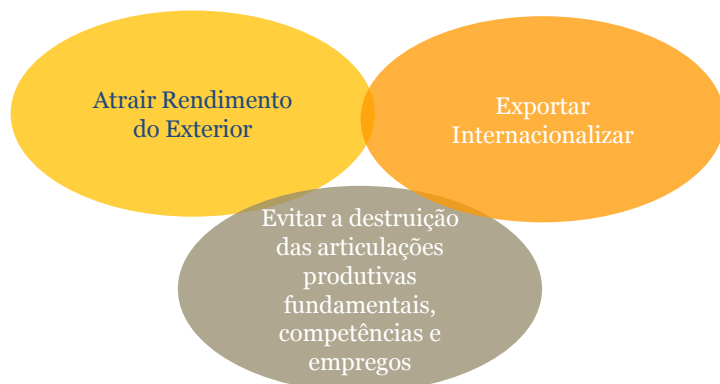 Atrair Rendimento
do Exterior
Exportar
Internacionalizar
Evitar a destruição
das articulações
produtivas
fundamentais,
competências e
empregos